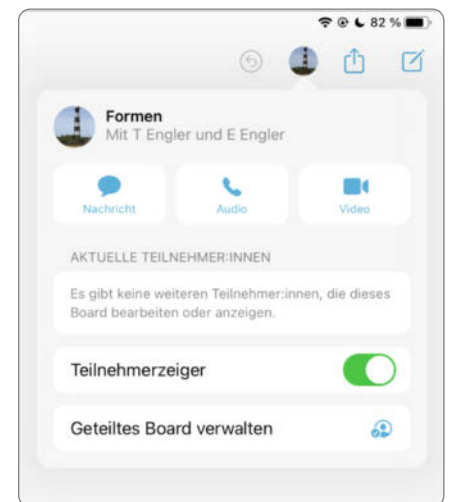 82 %
Formen
Mit T Engler und E Engler
Nachricht
Audio
Video
AKTUELLE TEILNEHMER:INNEN
Es gibt keine weiteren Teilnehmer:innen, die dieses
Board bearbeiten oder anzeigen.
Teilnehmerzeiger
Geteiltes Board verwalten